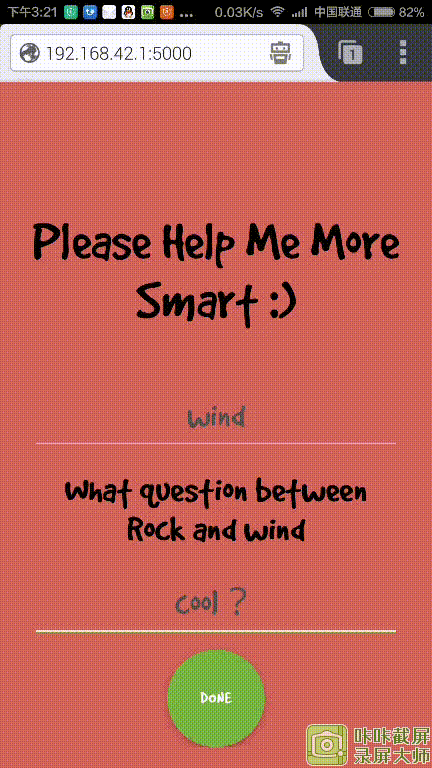 下午3:21 ... 0.03K/s 中国联通 82%
192.168.42.1:5000 1
Please Help Me More
Smart :)
Wind
What question between
Rock and Wind
Cool ?
DONE
咔咔截屏
录屏大师